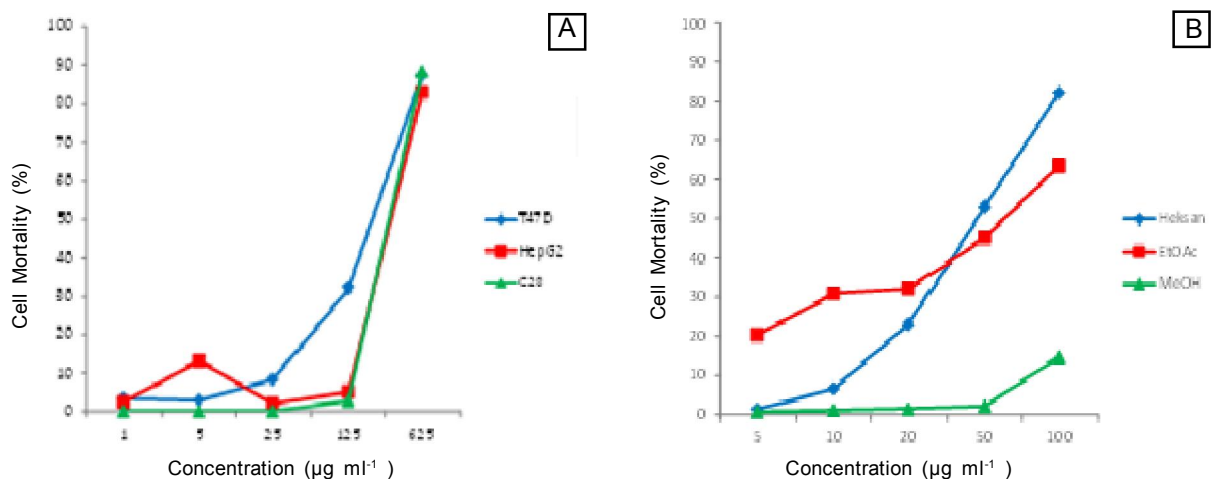 A
100
90
80
70
60
50
40
30
20
10
0
Cell Mortality (%)
1 5 25 125 625
Concentration (µg ml⁻¹ )
T47D
HepG2
C28
B
100
90
80
70
60
50
40
30
20
10
0
Cell Mortality (%)
5 10 20 50 100
Concentration (µg ml⁻¹ )
Heksan
EtOAc
MeOH